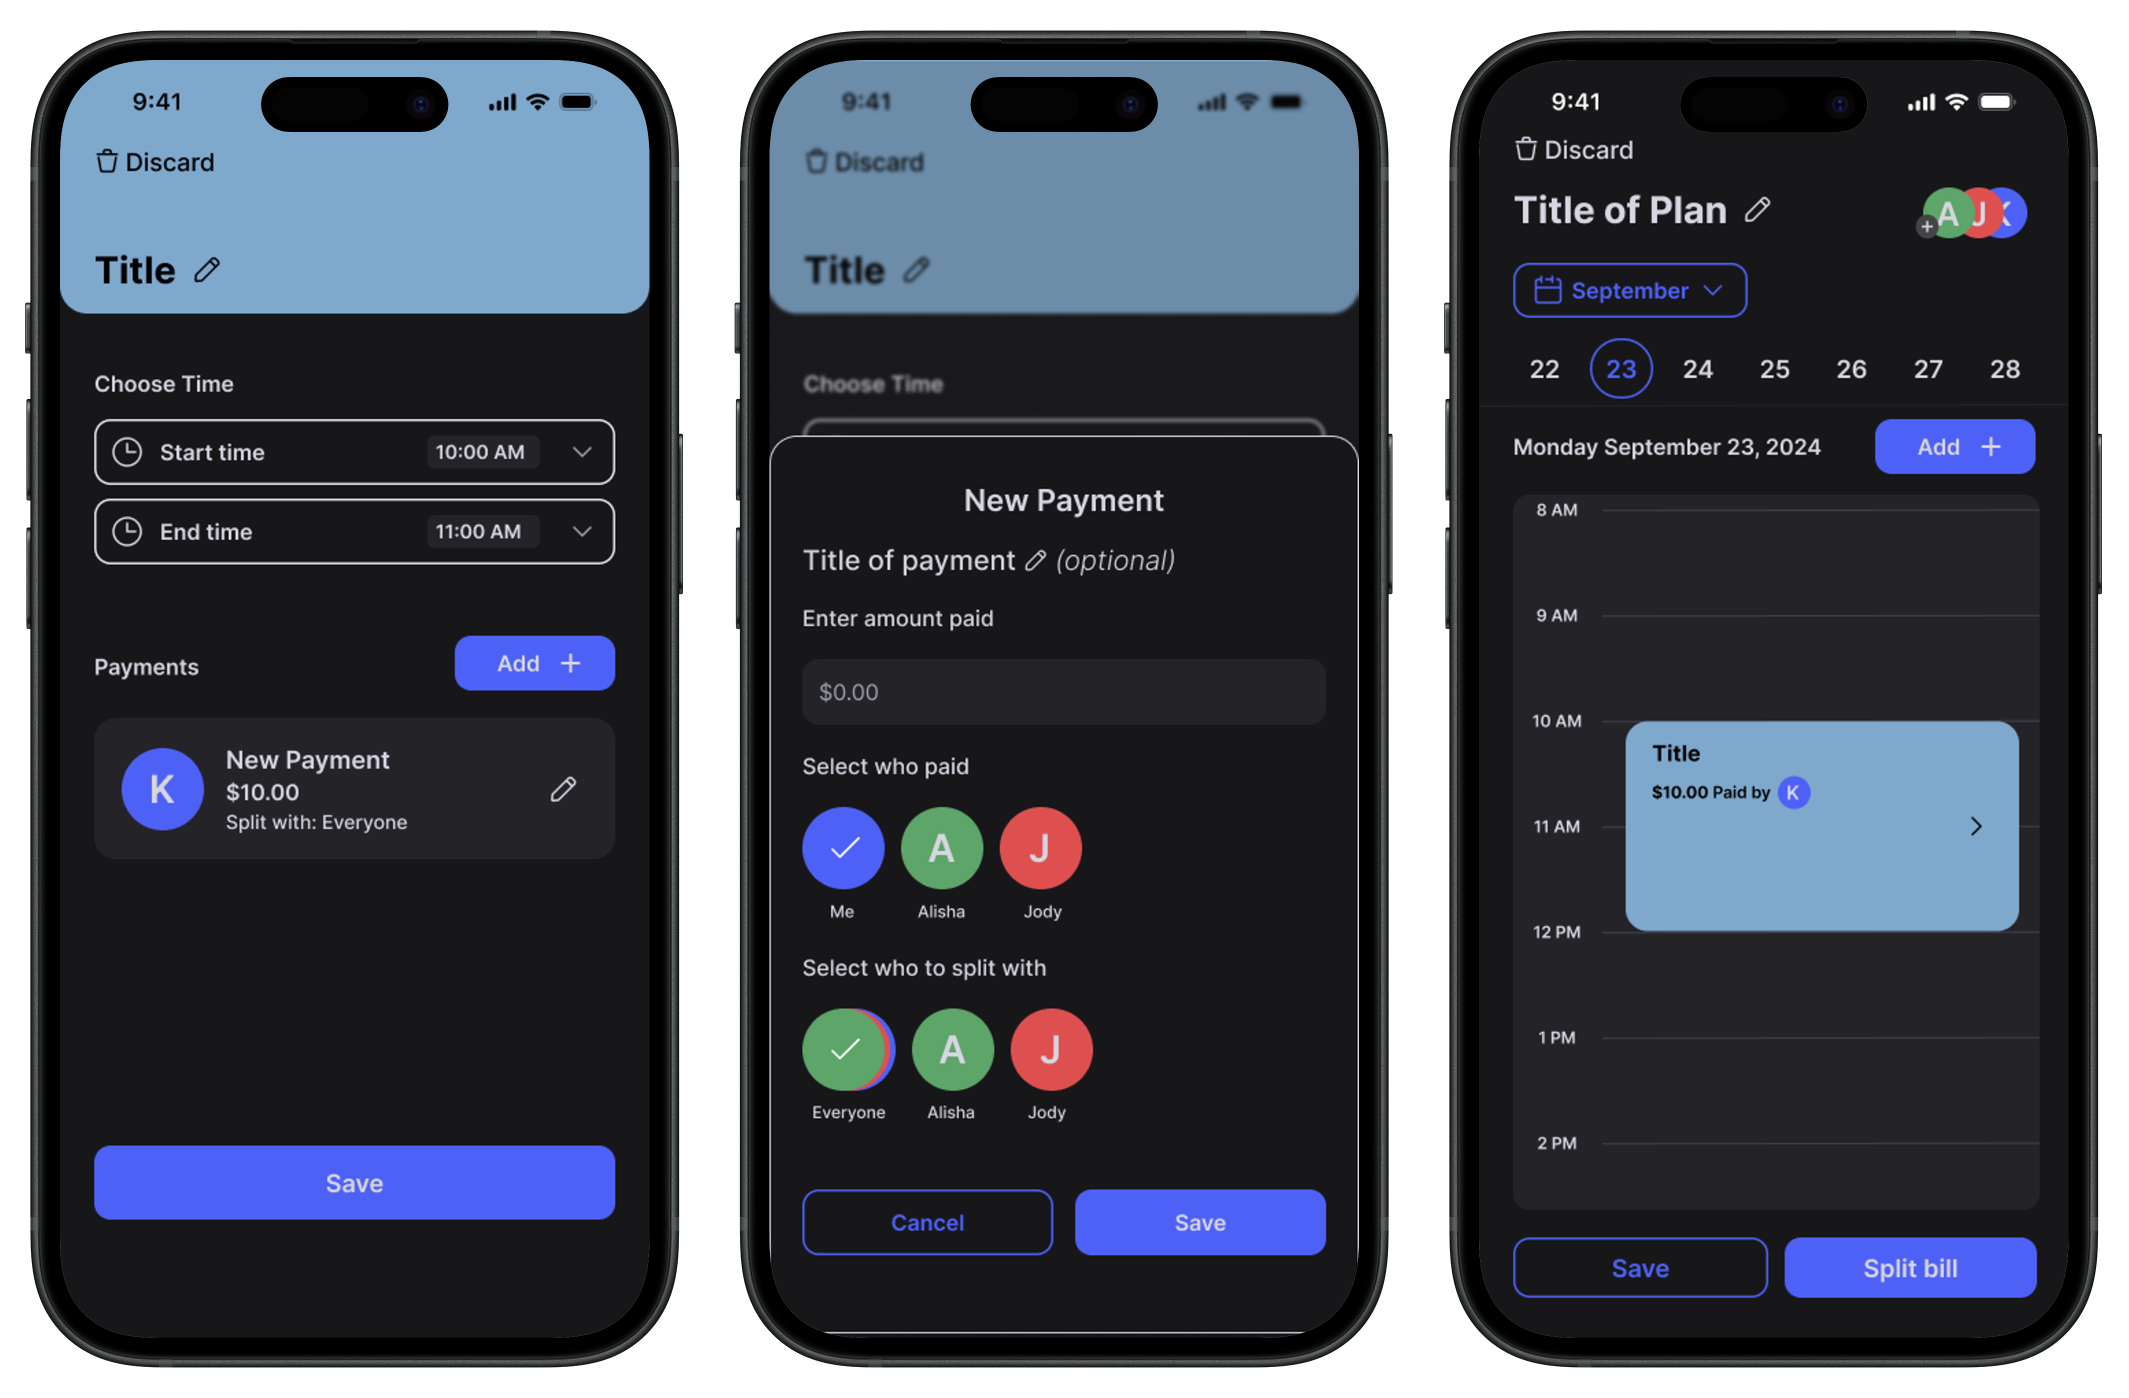 9:41
Discard
Title
Choose Time
Start time 10:00 AM
End time 11:00 AM
Payments Add +
K
New Payment
$10.00
Split with: Everyone
Save
9:41
Discard
Title
Choose Time
New Payment
Title of payment (optional)
Enter amount paid
$0.00
Select who paid
A J
Me Alisha Jody
Select who to split with
A J
Everyone Alisha Jody
Cancel Save
9:41
Discard
Title of Plan
+ A J K
September
22 23 24 25 26 27 28
Monday September 23, 2024 Add +
8 AM
9 AM
10 AM
Title
$10.00 Paid by K
11 AM
12 PM
1 PM
2 PM
Save Split bill